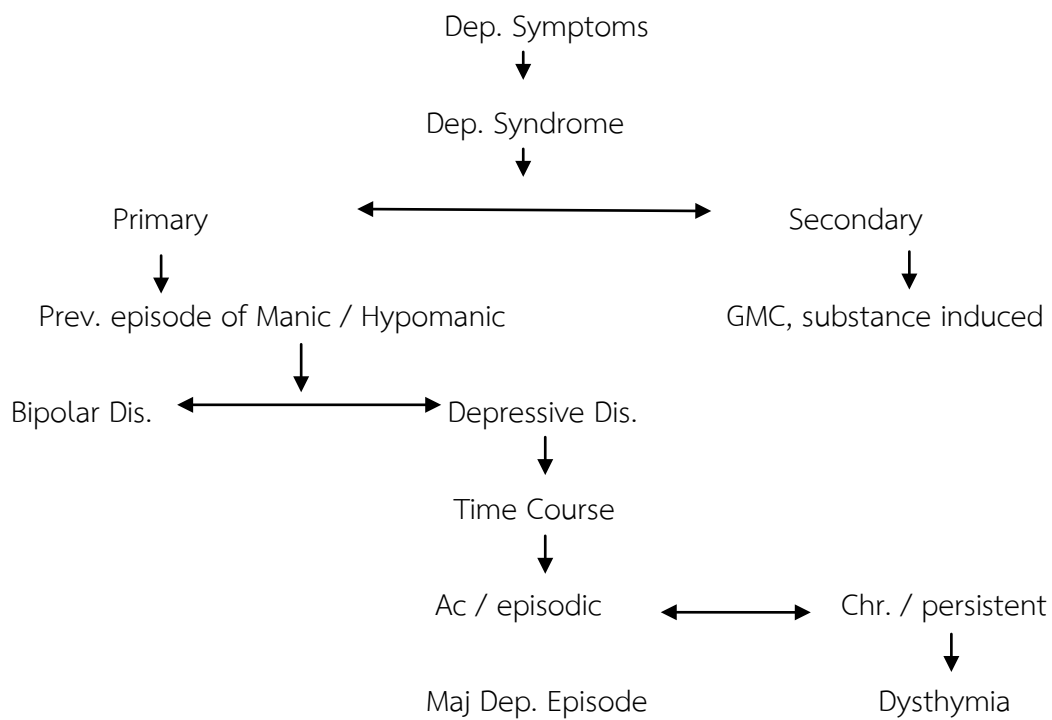 Dep. Symptoms
Dep. Syndrome
Primary
Secondary
Prev. episode of Manic / Hypomanic
GMC, substance induced
Bipolar Dis.
Depressive Dis.
Time Course
Ac / episodic
Chr. / persistent
Maj Dep. Episode
Dysthymia